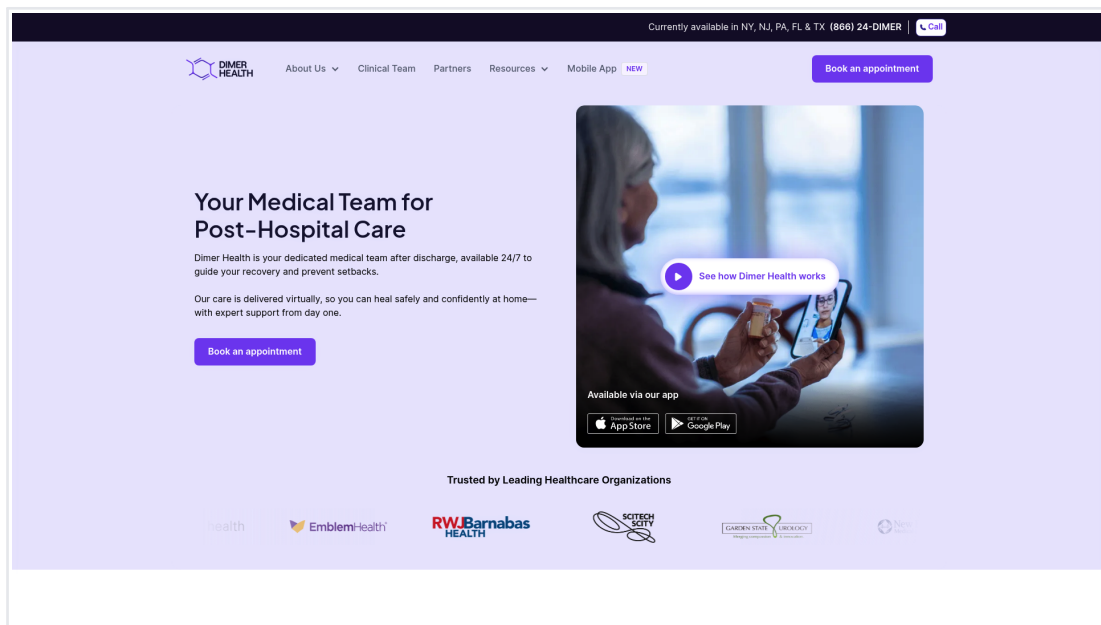 Currently available in NY, NJ, PA, FL & TX (866) 24-DIMER Call
DIMER
HEALTH
About Us
Clinical Team
Partners
Resources
Mobile App NEW
Book an appointment
Your Medical Team for
Post-Hospital Care
Dimer Health is your dedicated medical team after discharge, available 24/7 to
guide your recovery and prevent setbacks.
Our care is delivered virtually, so you can heal safely and confidently at home—
with expert support from day one.
Book an appointment
See how Dimer Health works
Available via our app
Download on the
App Store
GET IT ON
Google Play
Trusted by Leading Healthcare Organizations
health
EmblemHealth
RWJBarnabas
HEALTH
SCITECH
SCITY
GARDEN STATE UROLOGY